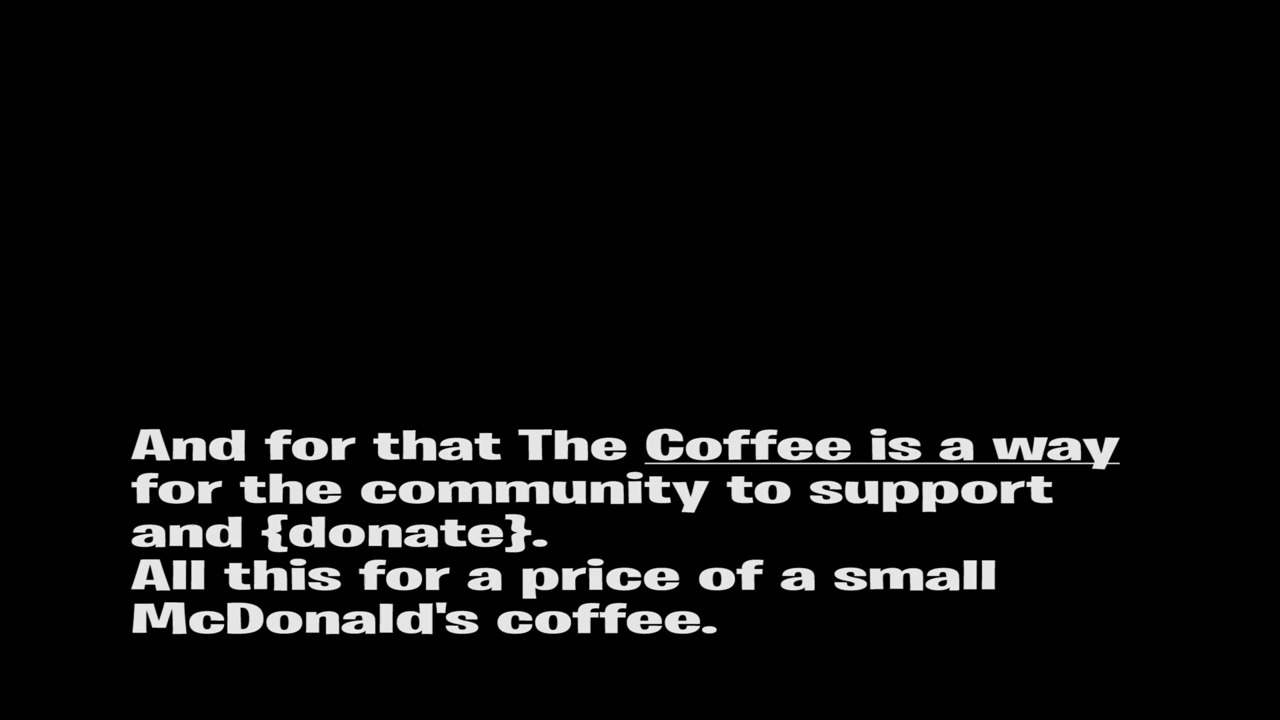 And for that The Coffee is a way
for the community to support
and {donate}.
All this for a price of a small
McDonald's coffee.